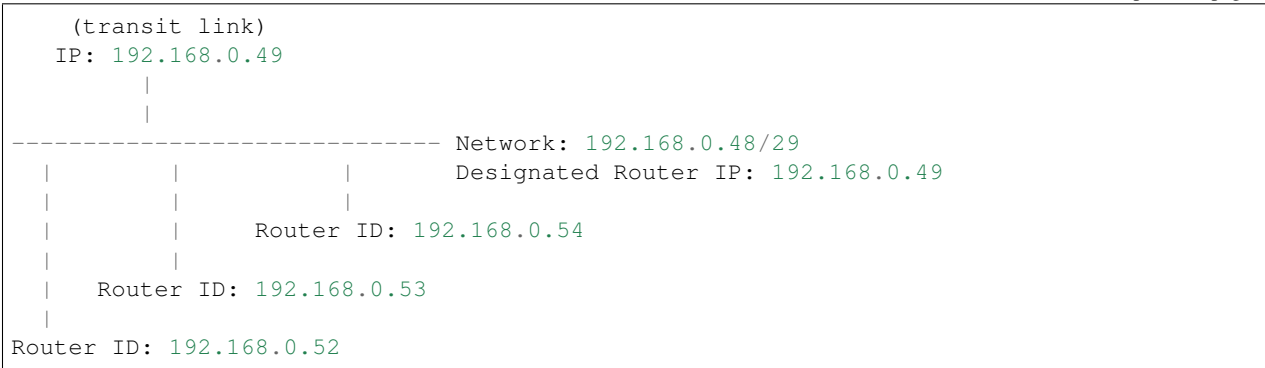 (transit link)
IP: 192.168.0.49
|
|
------------------------------ Network: 192.168.0.48/29
| | | Designated Router IP: 192.168.0.49
| | |
| | Router ID: 192.168.0.54
| |
| Router ID: 192.168.0.53
|
Router ID: 192.168.0.52